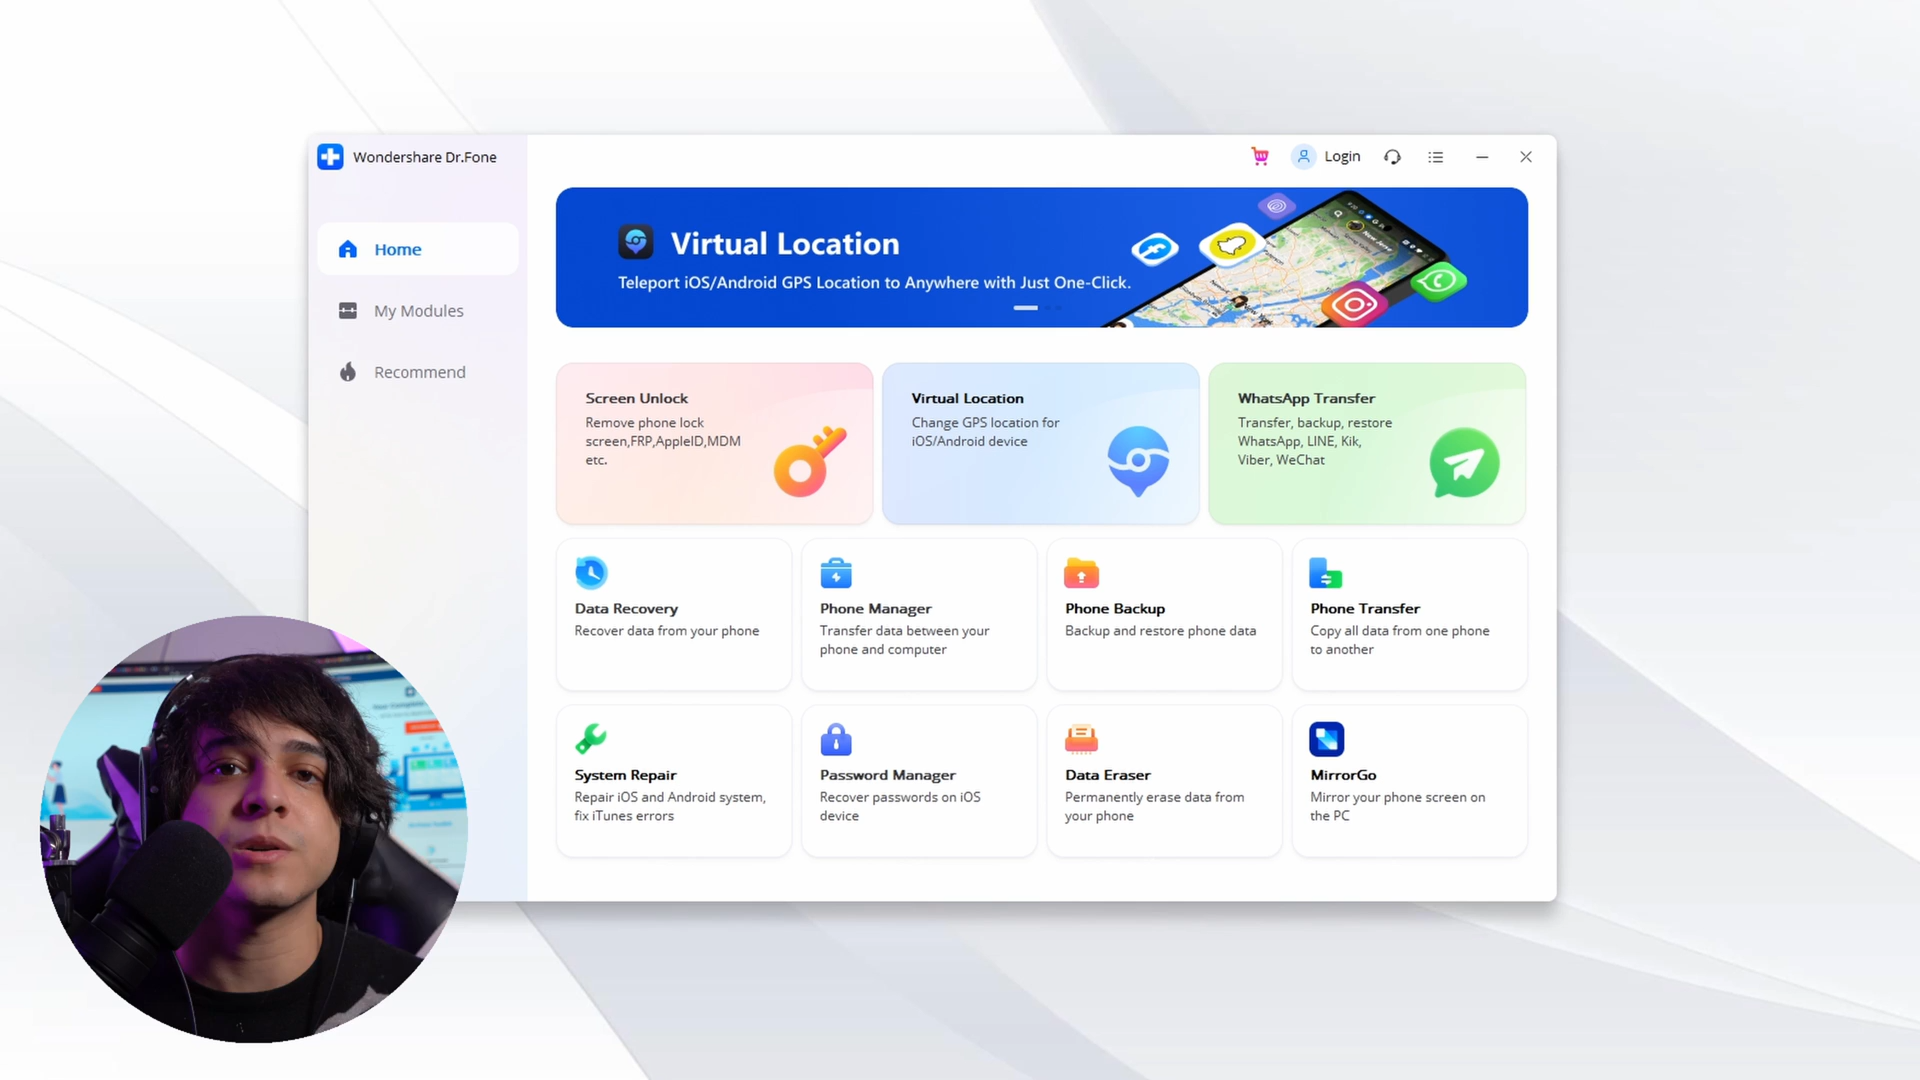 Wondershare Dr.Fone
Login
Home
My Modules
Recommend
Virtual Location
Teleport iOS/Android GPS Location to Anywhere with Just One-Click.
Screen Unlock
Remove phone lock
screen,FRP,AppleID,MDM
etc.
Virtual Location
Change GPS location for
iOS/Android device
WhatsApp Transfer
Transfer, backup, restore
WhatsApp, LINE, Kik,
Viber, WeChat
Data Recovery
Recover data from your phone
Phone Manager
Transfer data between your
phone and computer
Phone Backup
Backup and restore phone data
Phone Transfer
Copy all data from one phone
to another
System Repair
Repair iOS and Android system,
fix iTunes errors
Password Manager
Recover passwords on iOS
device
Data Eraser
Permanently erase data from
your phone
MirrorGo
Mirror your phone screen on
the PC